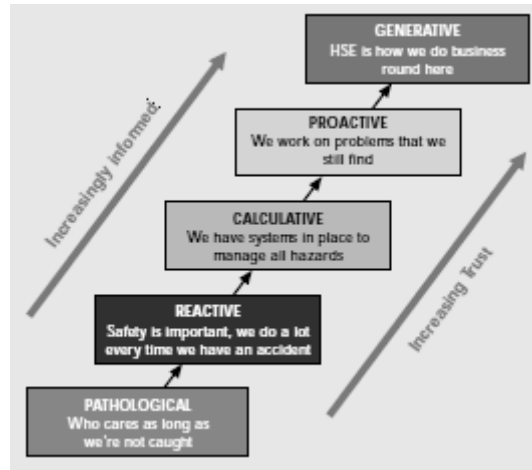 GENERATIVE
HSE is how we do business
round here
PROACTIVE
We work on problems that we
still find
CALCULATIVE
We have systems in place to
manage all hazards
REACTIVE
Safety is important, we do a lot
every time we have an accident
PATHOLOGICAL
Who cares as long as
we're not caught
Increasingly informed
Increasing Trust